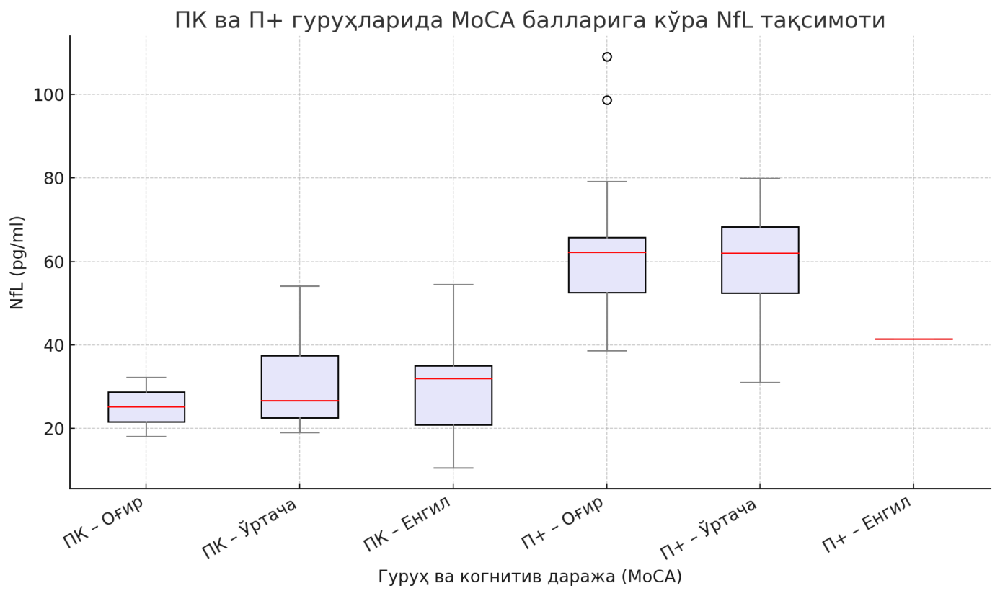 ПК ва П+ гуруҳларида MoCA балларига кўра NfL тақсимоти
NfL (pg/ml)
100
80
60
40
20
ПК – Оғир
ПК – Ўртача
ПК – Енгил
П+ – Оғир
П+ – Ўртача
П+ – Енгил
Гуруҳ ва когнитив даража (MoCA)